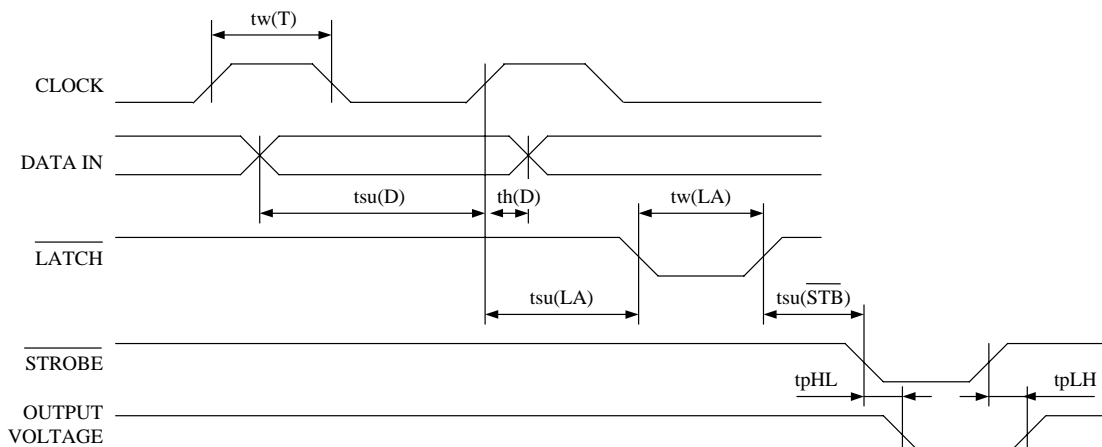 tw(T)
CLOCK
DATA IN
tsu(D)
th(D)
tw(LA)
LATCH
tsu(LA)
tsu(STB)
STROBE
tpHL
tpLH
OUTPUT
VOLTAGE